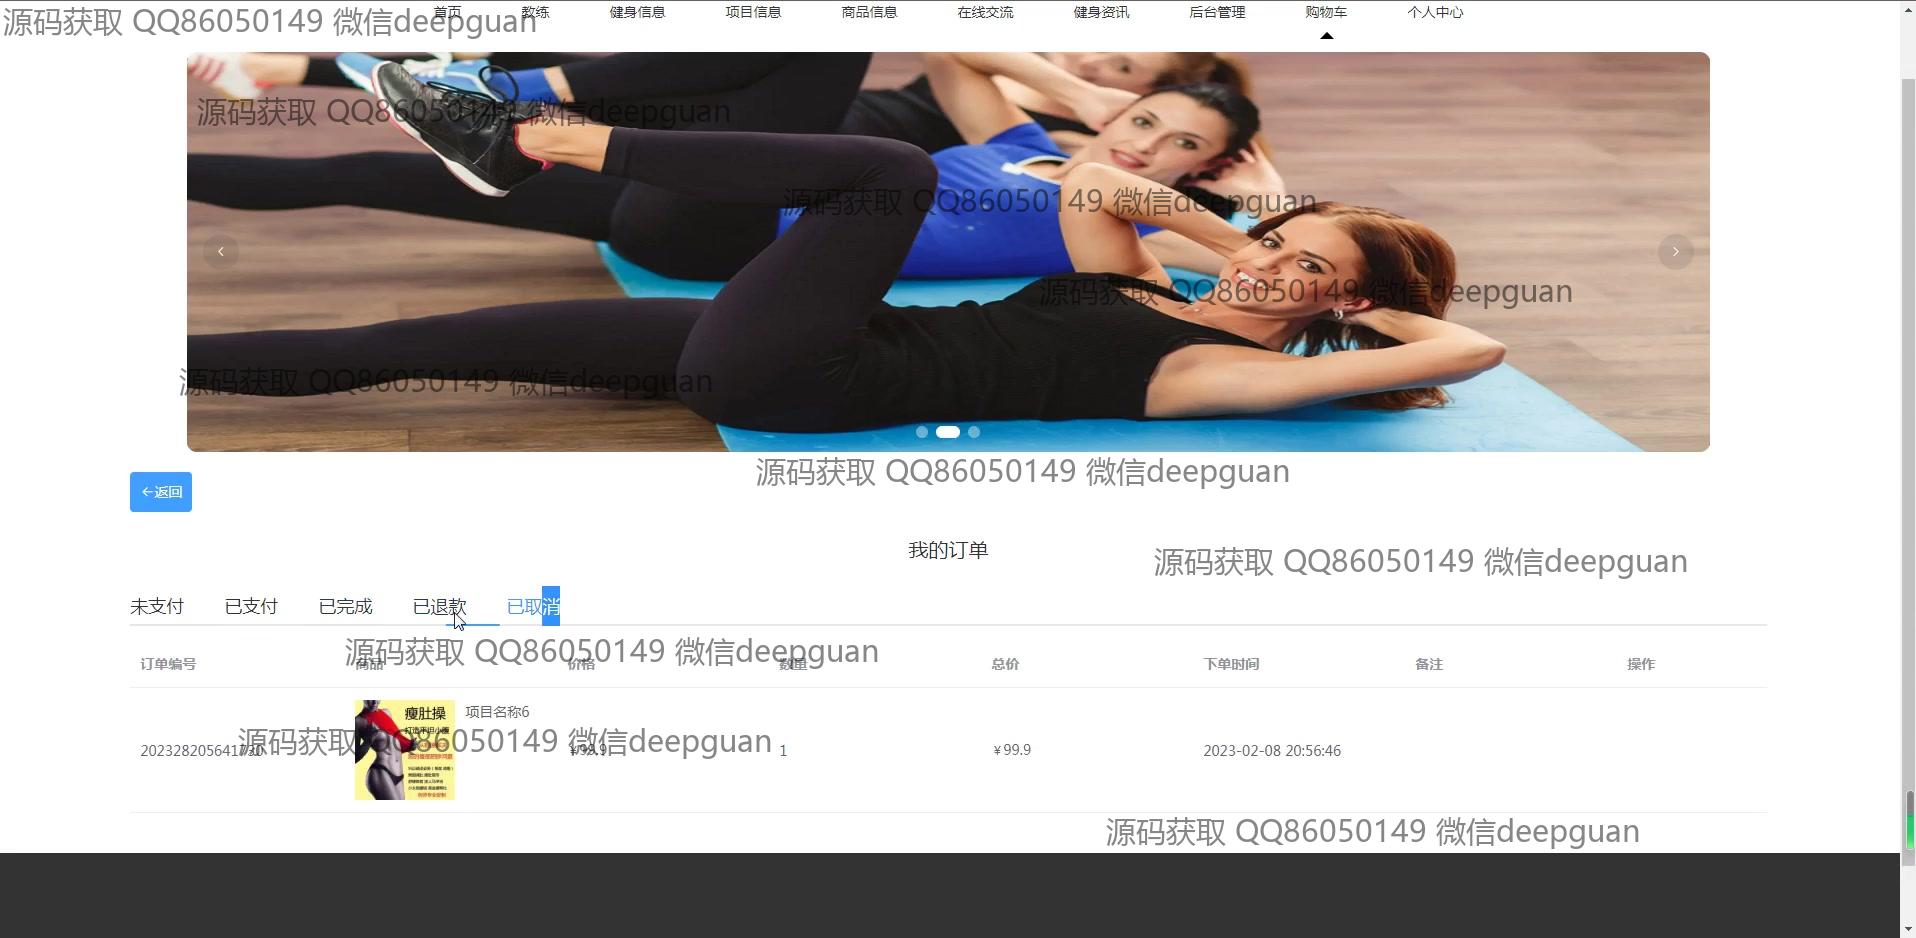 首页 教练 健身信息 项目信息 商品信息 在线交流 健身资讯 后台管理 购物车 个人中心
源码获取 QQ86050149 微信deepguan
源码获取 QQ86050149 微信deepguan
源码获取 QQ86050149 微信deepguan
源码获取 QQ86050149 微信deepguan
源码获取 QQ86050149 微信deepguan
源码获取 QQ86050149 微信deepguan
←返回
我的订单
源码获取 QQ86050149 微信deepguan
未支付 已支付 已完成 已退款 已取消
源码获取 QQ86050149 微信deepguan
订单编号 商品 价格 数量 总价 下单时间 备注 操作
瘦肚操
打造平坦小腹
项目名称6
源码获取 QQ86050149 微信deepguan
202328205641730 ¥99.9 1 ¥99.9 2023-02-08 20:56:46
源码获取 QQ86050149 微信deepguan